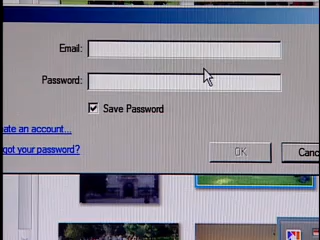 Email:
Password:
Save Password
ate an account...
got your password?
OK
Canc